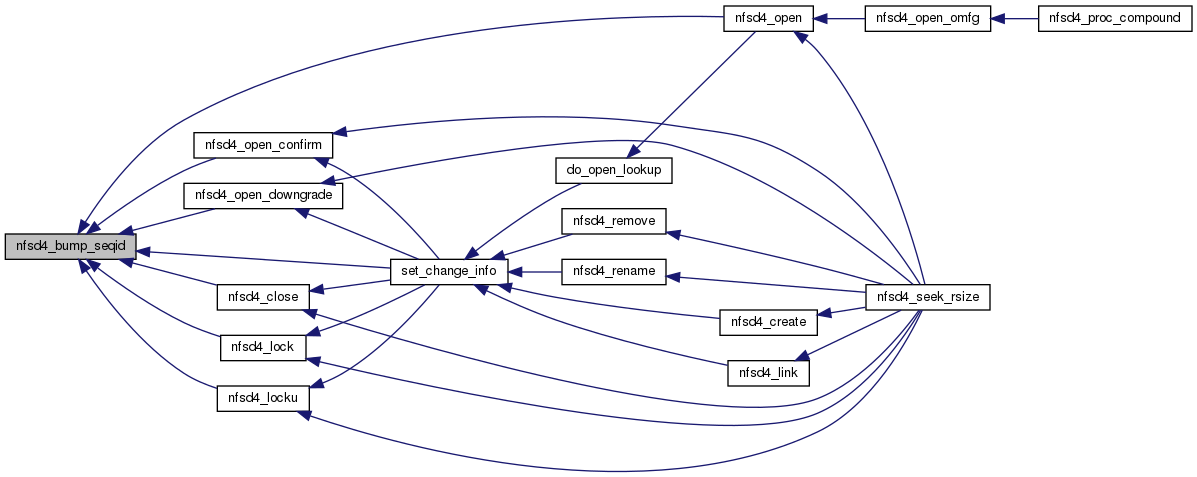 nfsd4_open
nfsd4_open_omfg
nfsd4_proc_compound
nfsd4_open_confirm
do_open_lookup
nfsd4_open_downgrade
nfsd4_remove
nfsd4_bump_seqid
set_change_info
nfsd4_rename
nfsd4_close
nfsd4_seek_rsize
nfsd4_create
nfsd4_lock
nfsd4_link
nfsd4_locku